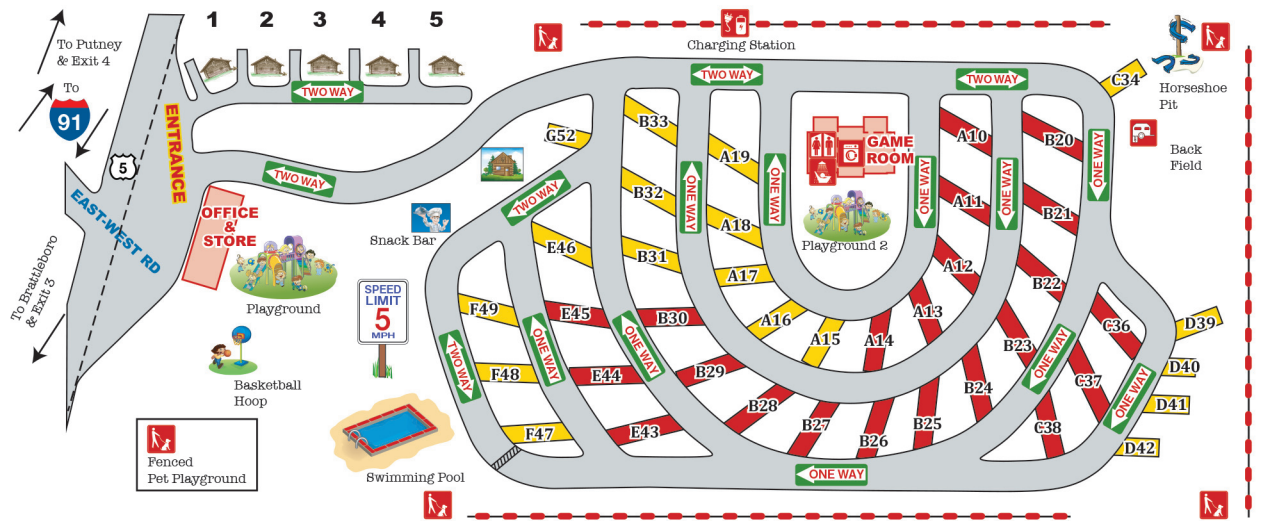 1 2 3 4 5
To Putney
& Exit 4
To
91
5
ENTRANCE
EAST-WEST RD
To Brattleboro
& Exit 3
TWO WAY
TWO WAY
OFFICE
&
STORE
Playground
Basketball
Hoop
Fenced
Pet Playground
Snack Bar
SPEED
LIMIT
5
MPH
Swimming Pool
Charging Station
TWO WAY
TWO WAY
C34
Horseshoe
Pit
Back
Field
G52
B33
A19
GAME
ROOM
Playground 2
A10
B20
ONE WAY
TWO WAY
ONE WAY
ONE WAY
ONE WAY
ONE WAY
B32
A18
A11
B21
E46
B31
A17
A12
B22
F49
E45
B30
A16
A15
A14
A13
B23
C36
D39
TWO WAY
ONE WAY
ONE WAY
ONE WAY
F48
E44
B29
B24
C37
D40
ONE WAY
D41
F47
E43
B28
B27
B26
B25
C38
D42
ONE WAY